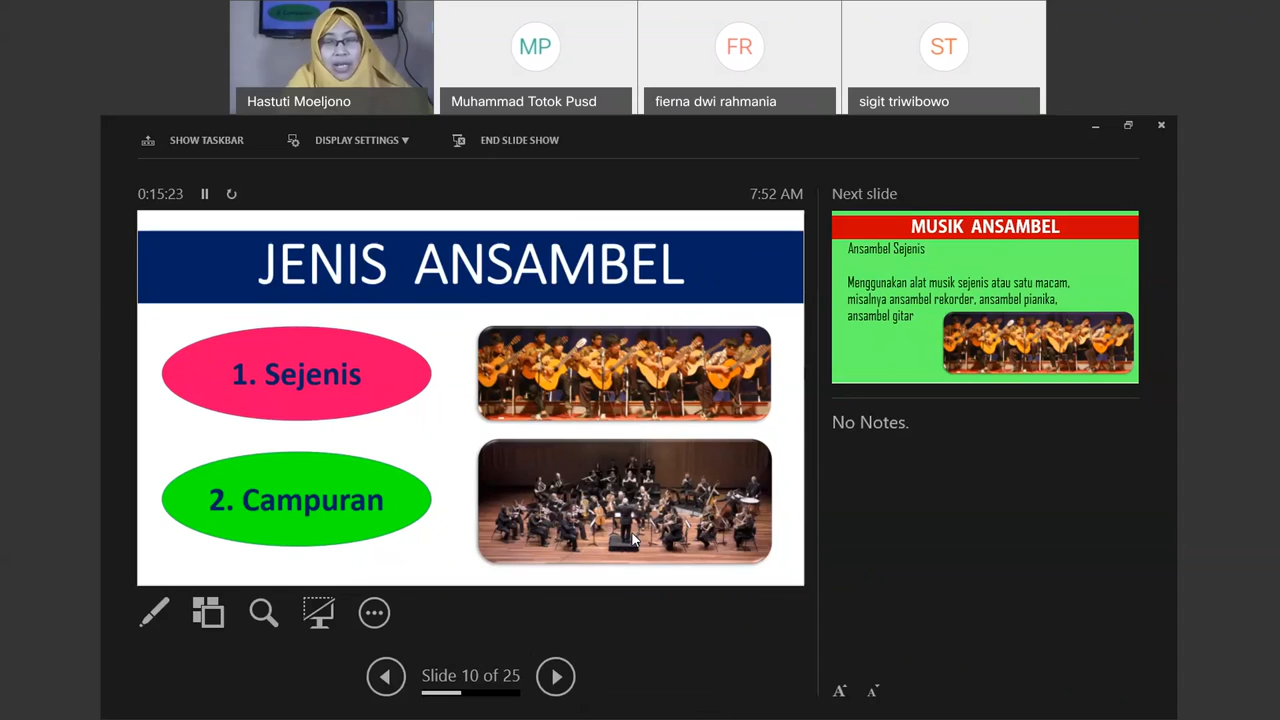 MP
FR
ST
Hastuti Moeljono
Muhammad Totok Pusd
fierna dwi rahmania
sigit triwibowo
SHOW TASKBAR
DISPLAY SETTINGS ▼
END SLIDE SHOW
0:15:23
7:52 AM
Next slide
JENIS ANSAMBEL
1. Sejenis
2. Campuran
MUSIK ANSAMBEL
Ansambel Sejenis
Menggunakan alat musik sejenis atau satu macam,
misalnya ansambel rekorder, ansambel pianika,
ansambel gitar
No Notes.
Slide 10 of 25
A A